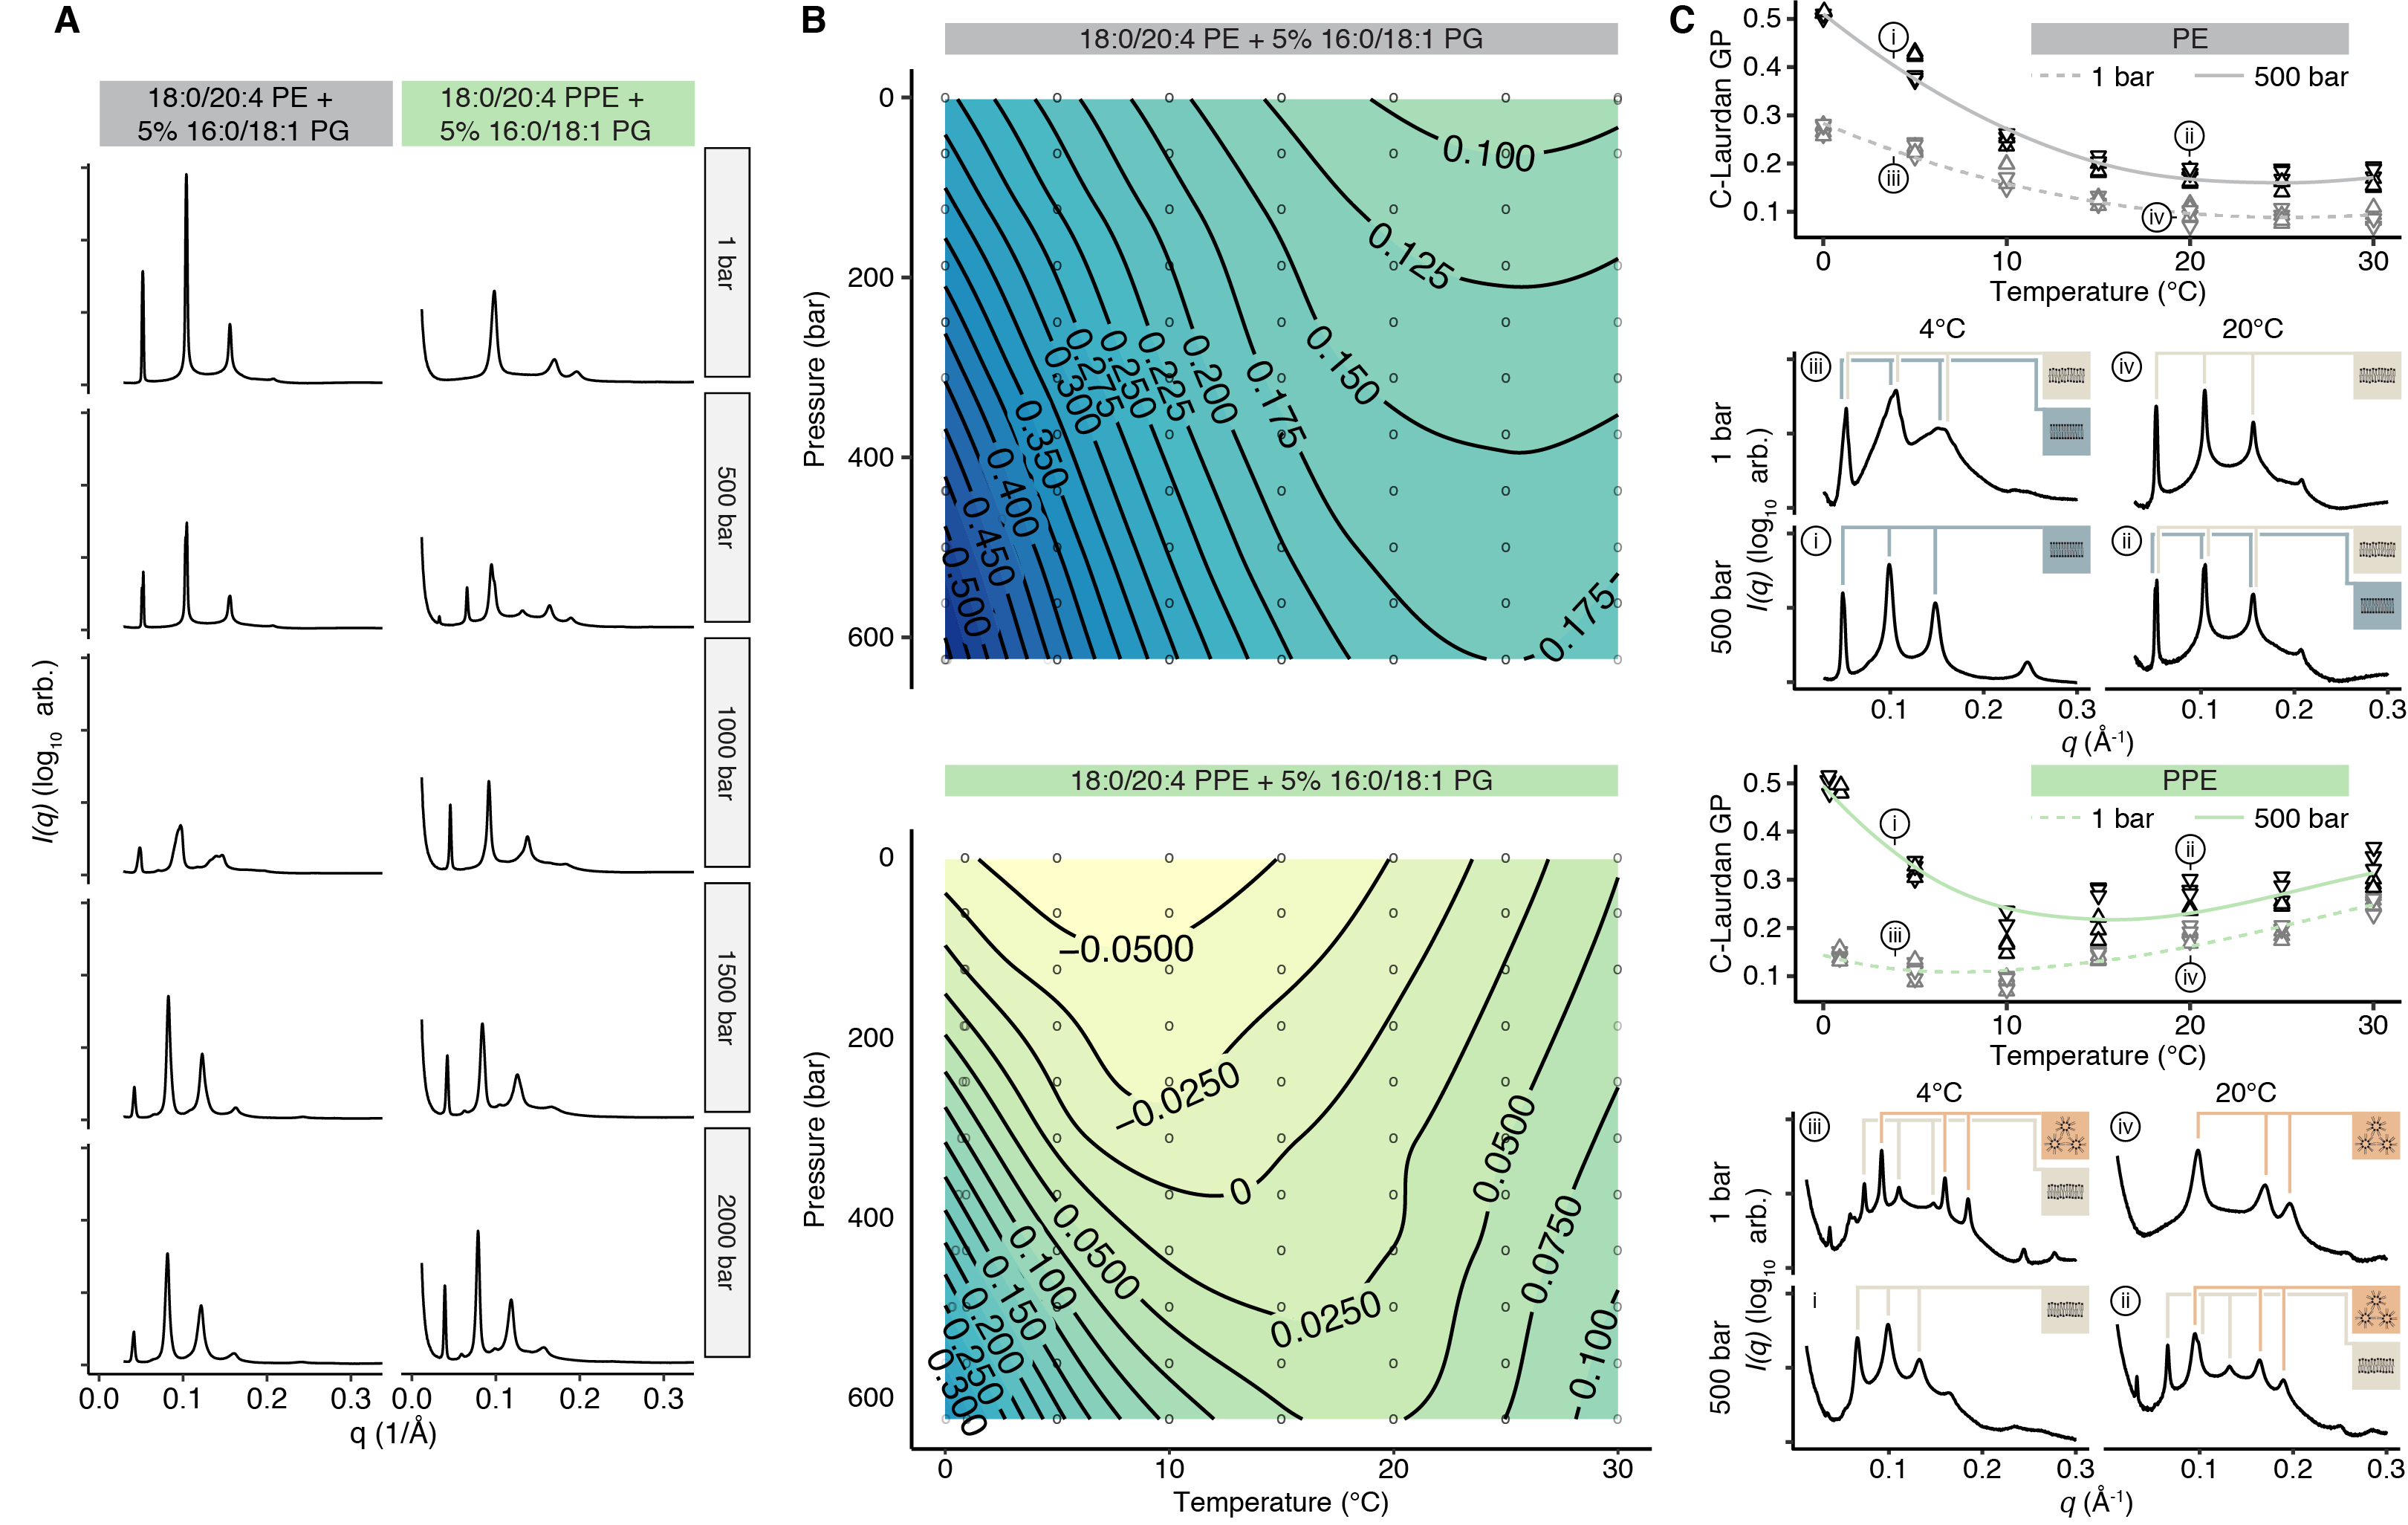 A
18:0/20:4 PE +
5% 16:0/18:1 PG
18:0/20:4 PPE +
5% 16:0/18:1 PG
1 bar
500 bar
1000 bar
1500 bar
2000 bar
I(q) (log10 arb.)
0.0 0.1 0.2 0.3 0.0 0.1 0.2 0.3
q (1/Å)
B
18:0/20:4 PE + 5% 16:0/18:1 PG
Pressure (bar)
0
200
400
600
0.100
0.125
0.150
0.175
0.200
0.225
0.250
0.275
0.300
0.350
0.400
0.450
0.500
0.175
18:0/20:4 PPE + 5% 16:0/18:1 PG
Pressure (bar)
0
200
400
600
−0.0500
−0.0250
0
0.0250
0.0500
0.0750
0.100
0.0500
0.100
0.150
0.200
0.250
0.300
0 10 20 30
Temperature (°C)
C
PE
1 bar 500 bar
C-Laurdan GP
0.5
0.4
0.3
0.2
0.1
i
ii
iii
iv
0 10 20 30
Temperature (°C)
4°C 20°C
iii iv
i ii
1 bar
500 bar
I(q) (log10 arb.)
0.1 0.2 0.3 0.1 0.2 0.3
q (Å-1)
PPE
1 bar 500 bar
C-Laurdan GP
0.5
0.4
0.3
0.2
0.1
i
ii
iii
iv
0 10 20 30
Temperature (°C)
4°C 20°C
iii iv
i ii
1 bar
500 bar
I(q) (log10 arb.)
0.1 0.2 0.3 0.1 0.2 0.3
q (Å-1)